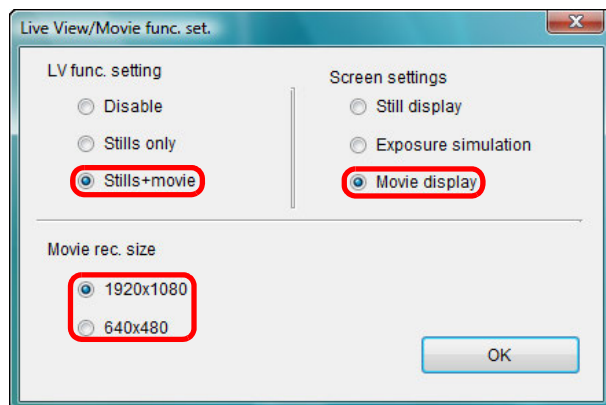 Live View/Movie func. set.
LV func. setting
Disable
Stills only
Stills+movie
Screen settings
Still display
Exposure simulation
Movie display
Movie rec. size
1920x1080
640x480
OK